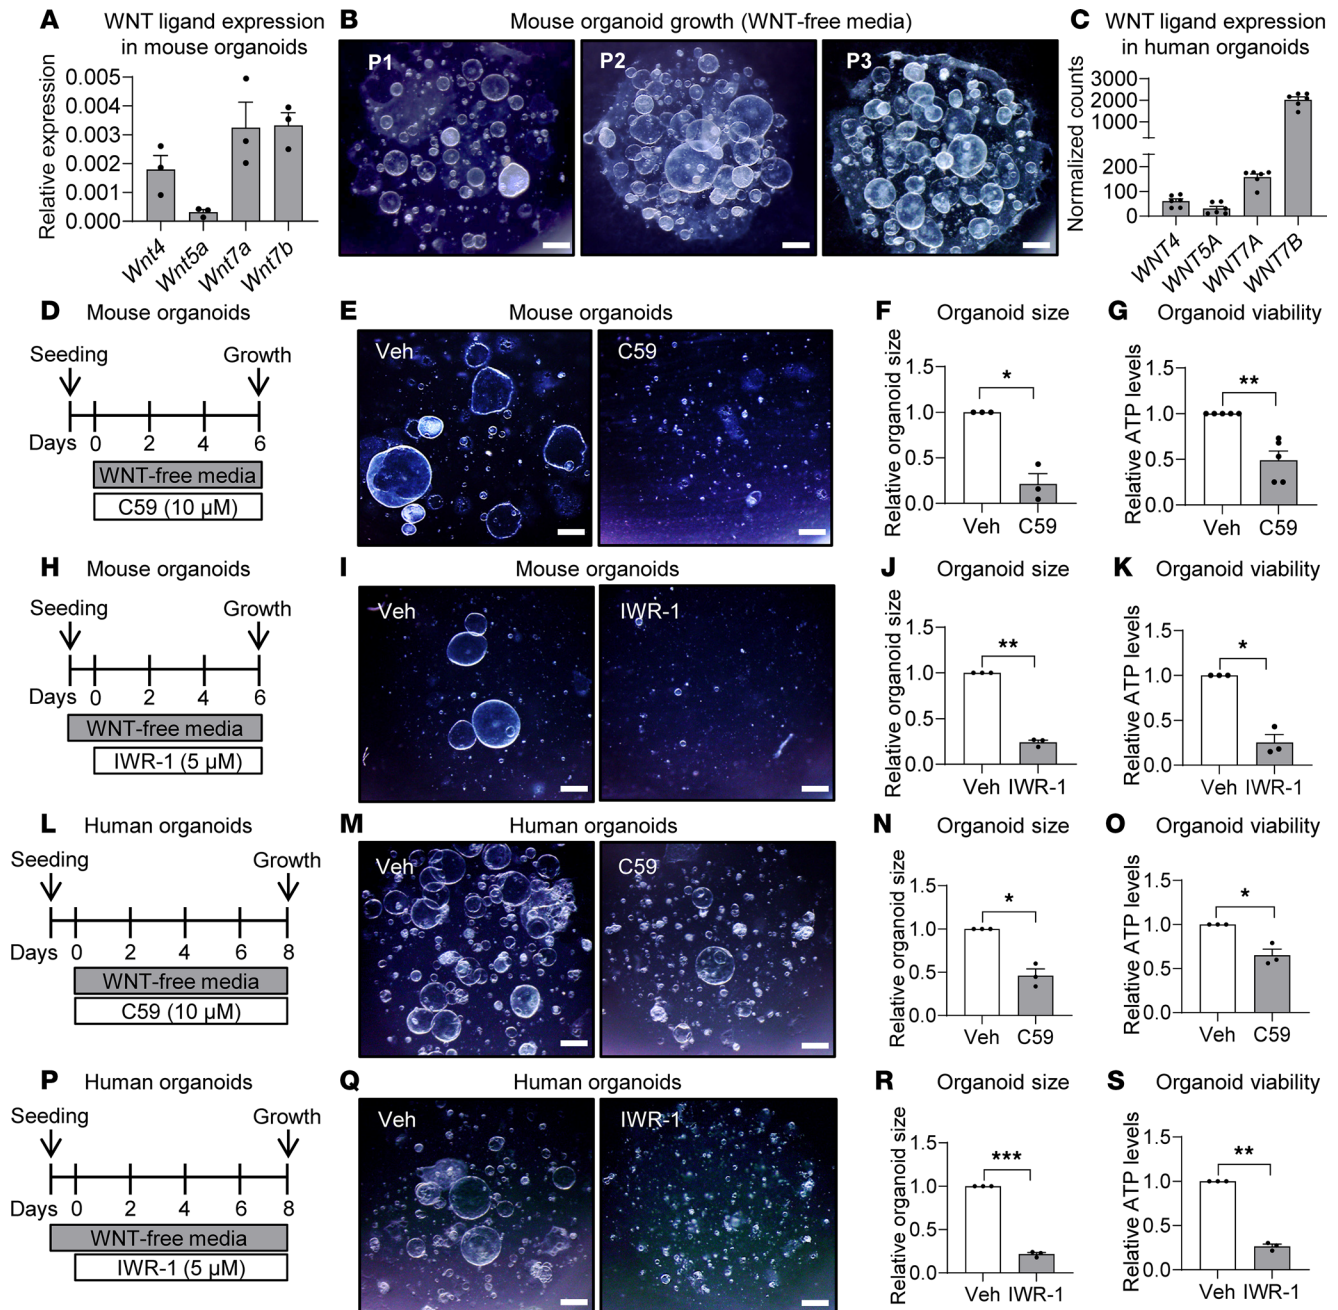 A WNT ligand expression
in mouse organoids
Relative expression
0.005
0.004
0.003
0.002
0.001
0.000
Wnt4
Wnt5a
Wnt7a
Wnt7b
B Mouse organoid growth (WNT-free media)
P1
P2
P3
C WNT ligand expression
in human organoids
Normalized counts
3000
2000
1000
200
100
0
WNT4
WNT5A
WNT7A
WNT7B
D Mouse organoids
Seeding Growth
Days 0 2 4 6
WNT-free media
C59 (10 µM)
E Mouse organoids
Veh
C59
F Organoid size
Relative organoid size
1.5
1.0
0.5
0.0
*
Veh C59
G Organoid viability
Relative ATP levels
1.5
1.0
0.5
0.0
**
Veh C59
H Mouse organoids
Seeding Growth
Days 0 2 4 6
WNT-free media
IWR-1 (5 µM)
I Mouse organoids
Veh
IWR-1
J Organoid size
Relative organoid size
1.5
1.0
0.5
0.0
**
Veh IWR-1
K Organoid viability
Relative ATP levels
1.5
1.0
0.5
0.0
*
Veh IWR-1
L Human organoids
Seeding Growth
Days 0 2 4 6 8
WNT-free media
C59 (10 µM)
M Human organoids
Veh
C59
N Organoid size
Relative organoid size
1.5
1.0
0.5
0.0
*
Veh C59
O Organoid viability
Relative ATP levels
1.5
1.0
0.5
0.0
*
Veh C59
P Human organoids
Seeding Growth
Days 0 2 4 6 8
WNT-free media
IWR-1 (5 µM)
Q Human organoids
Veh
IWR-1
R Organoid size
Relative organoid size
1.5
1.0
0.5
0.0
***
Veh IWR-1
S Organoid viability
Relative ATP levels
1.5
1.0
0.5
0.0
**
Veh IWR-1